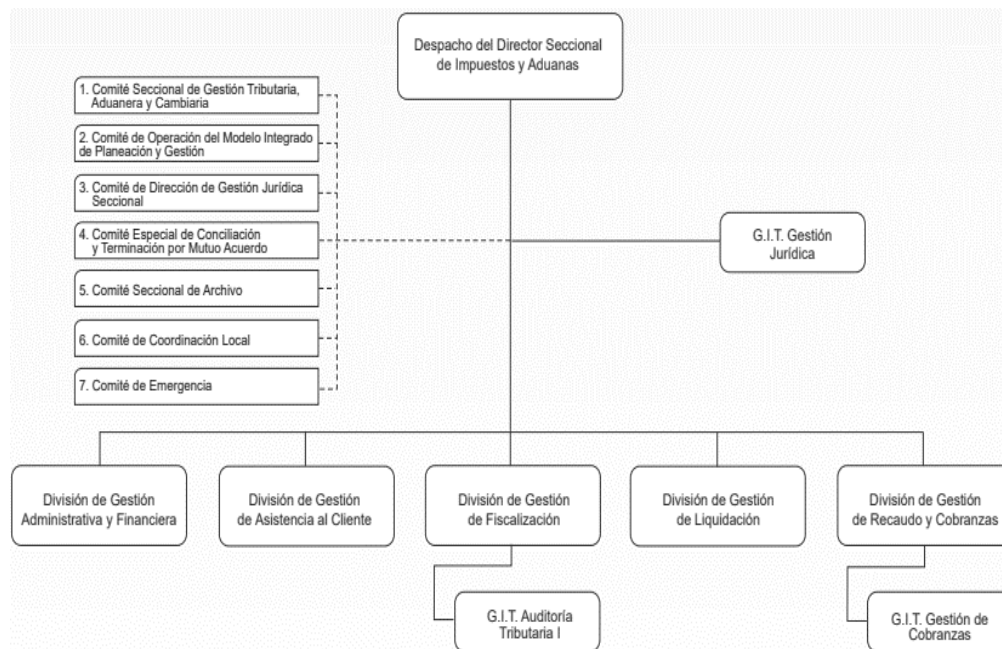 Despacho del Director Seccional
de Impuestos y Aduanas
1. Comité Seccional de Gestión Tributaria,
Aduanera y Cambiaria
2. Comité de Operación del Modelo Integrado
de Planeación y Gestión
3. Comité de Dirección de Gestión Jurídica
Seccional
4. Comité Especial de Conciliación
y Terminación por Mutuo Acuerdo
5. Comité Seccional de Archivo
6. Comité de Coordinación Local
7. Comité de Emergencia
G.I.T. Gestión
Jurídica
División de Gestión
Administrativa y Financiera
División de Gestión
de Asistencia al Cliente
División de Gestión
de Fiscalización
División de Gestión
de Liquidación
División de Gestión
de Recaudo y Cobranzas
G.I.T. Auditoría
Tributaria I
G.I.T. Gestión de
Cobranzas